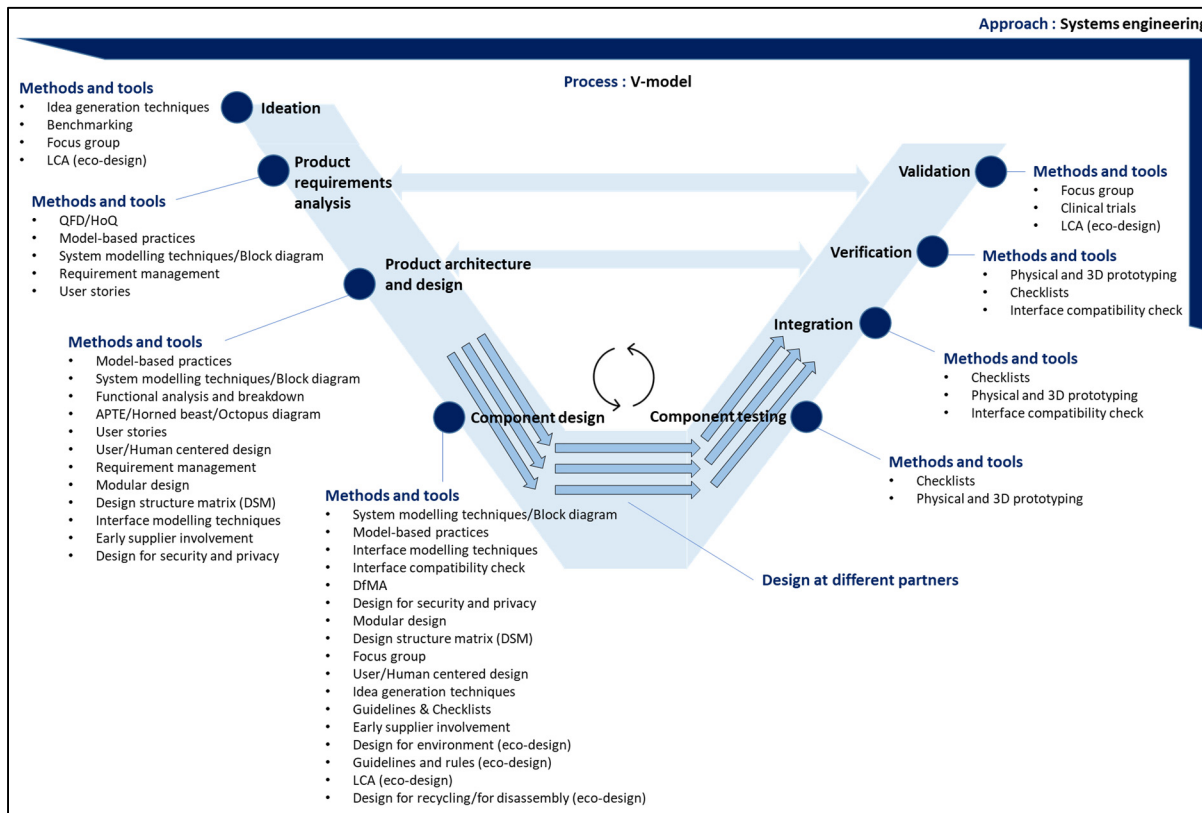 Approach : Systems engineering
Process : V-model
Methods and tools
• Idea generation techniques
• Benchmarking
• Focus group
• LCA (eco-design)
Ideation
Product
requirements
analysis
Methods and tools
• QFD/HoQ
• Model-based practices
• System modelling techniques/Block diagram
• Requirement management
• User stories
Product architecture
and design
Methods and tools
• Model-based practices
• System modelling techniques/Block diagram
• Functional analysis and breakdown
• APTE/Horned beast/Octopus diagram
• User stories
• User/Human centered design
• Requirement management
• Modular design
• Design structure matrix (DSM)
• Interface modelling techniques
• Early supplier involvement
• Design for security and privacy
Component design
Methods and tools
• System modelling techniques/Block diagram
• Model-based practices
• Interface modelling techniques
• Interface compatibility check
• DfMA
• Design for security and privacy
• Modular design
• Design structure matrix (DSM)
• Focus group
• User/Human centered design
• Idea generation techniques
• Guidelines & Checklists
• Early supplier involvement
• Design for environment (eco-design)
• Guidelines and rules (eco-design)
• LCA (eco-design)
• Design for recycling/for disassembly (eco-design)
Design at different partners
Component testing
Methods and tools
• Checklists
• Physical and 3D prototyping
Integration
Methods and tools
• Checklists
• Physical and 3D prototyping
• Interface compatibility check
Verification
Methods and tools
• Physical and 3D prototyping
• Checklists
• Interface compatibility check
Validation
Methods and tools
• Focus group
• Clinical trials
• LCA (eco-design)